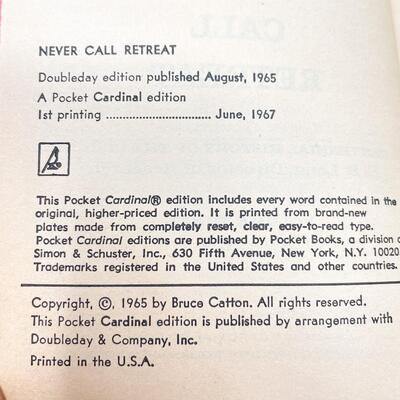 NEVER CALL RETREAT
Doubleday edition published August, 1965
A Pocket Cardinal edition
1st printing ................................ June, 1967
This Pocket Cardinal® edition includes every word contained in the
original, higher-priced edition. It is printed from brand-new
plates made from completely reset, clear, easy-to-read type.
Pocket Cardinal editions are published by Pocket Books, a division o
Simon & Schuster, Inc., 630 Fifth Avenue, New York, N.Y. 10020
Trademarks registered in the United States and other countries.
Copyright, ©, 1965 by Bruce Catton. All rights reserved.
This Pocket Cardinal edition is published by arrangement with
Doubleday & Company, Inc.
Printed in the U.S.A.